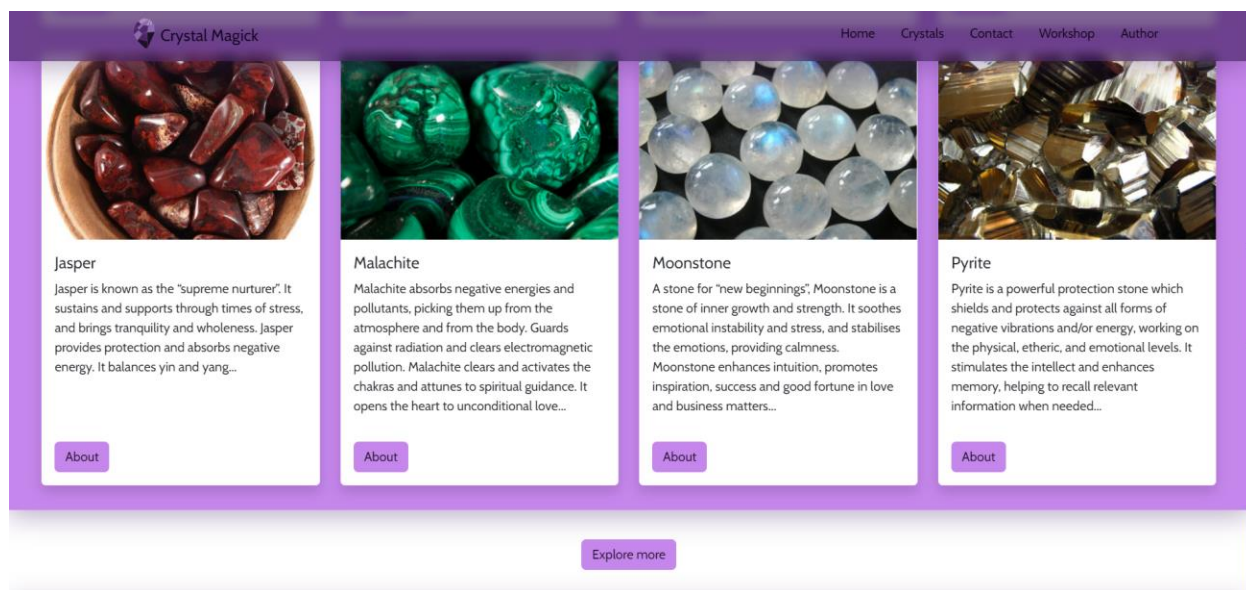 Crystal Magick
Home Crystals Contact Workshop Author
Jasper
Jasper is known as the “supreme nurturer”. It
sustains and supports through times of stress,
and brings tranquility and wholeness. Jasper
provides protection and absorbs negative
energy. It balances yin and yang...
About
Malachite
Malachite absorbs negative energies and
pollutants, picking them up from the
atmosphere and from the body. Guards
against radiation and clears electromagnetic
pollution. Malachite clears and activates the
chakras and attunes to spiritual guidance. It
opens the heart to unconditional love...
About
Moonstone
A stone for “new beginnings”, Moonstone is a
stone of inner growth and strength. It soothes
emotional instability and stress, and stabilises
the emotions, providing calmness.
Moonstone enhances intuition, promotes
inspiration, success and good fortune in love
and business matters...
About
Pyrite
Pyrite is a powerful protection stone which
shields and protects against all forms of
negative vibrations and/or energy, working on
the physical, etheric, and emotional levels. It
stimulates the intellect and enhances
memory, helping to recall relevant
information when needed...
About
Explore more